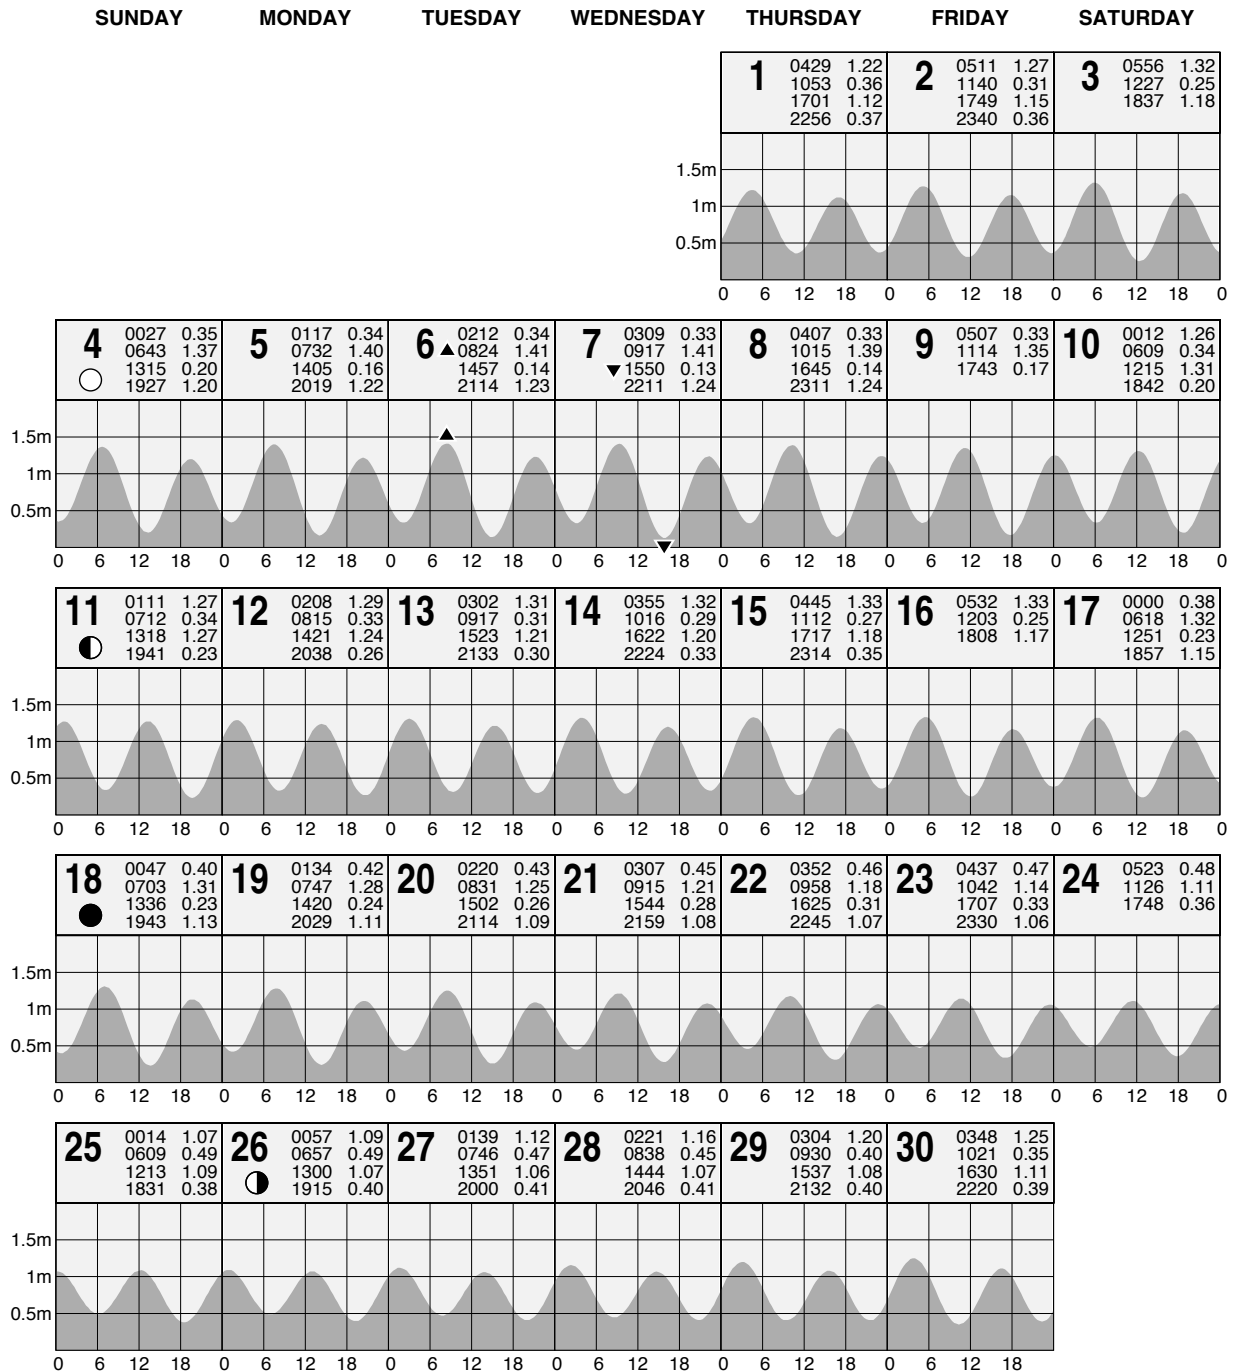 SUNDAY MONDAY TUESDAY WEDNESDAY THURSDAY FRIDAY SATURDAY
1 0429 1.22 2 0511 1.27 3 0556 1.32
1053 0.36 1140 0.31 1227 0.25
1701 1.12 1749 1.15 1837 1.18
2256 0.37 2340 0.36
1.5m
1m
0.5m
0 6 12 18 0 6 12 18 0 6 12 18 0
4 0027 0.35 5 0117 0.34 6 0212 0.34 7 0309 0.33 8 0407 0.33 9 0507 0.33 10 0012 1.26
0643 1.37 0732 1.40 0824 1.41 0917 1.41 1015 1.39 1114 1.35 0609 0.34
1315 0.20 1405 0.16 1457 0.14 1550 0.13 1645 0.14 1743 0.17 1215 1.31
1927 1.20 2019 1.22 2114 1.23 2211 1.24 2311 1.24 1842 0.20
1.5m
1m
0.5m
0 6 12 18 0 6 12 18 0 6 12 18 0 6 12 18 0 6 12 18 0 6 12 18 0 6 12 18 0
11 0111 1.27 12 0208 1.29 13 0302 1.31 14 0355 1.32 15 0445 1.33 16 0532 1.33 17 0000 0.38
0712 0.34 0815 0.33 0917 0.31 1016 0.29 1112 0.27 1203 0.25 0618 1.32
1318 1.27 1421 1.24 1523 1.21 1622 1.20 1717 1.18 1808 1.17 1251 0.23
1941 0.23 2038 0.26 2133 0.30 2224 0.33 2314 0.35 1857 1.15
1.5m
1m
0.5m
0 6 12 18 0 6 12 18 0 6 12 18 0 6 12 18 0 6 12 18 0 6 12 18 0 6 12 18 0
18 0047 0.40 19 0134 0.42 20 0220 0.43 21 0307 0.45 22 0352 0.46 23 0437 0.47 24 0523 0.48
0703 1.31 0747 1.28 0831 1.25 0915 1.21 0958 1.18 1042 1.14 1126 1.11
1336 0.23 1420 0.24 1502 0.26 1544 0.28 1625 0.31 1707 0.33 1748 0.36
1943 1.13 2029 1.11 2114 1.09 2159 1.08 2245 1.07 2330 1.06
1.5m
1m
0.5m
0 6 12 18 0 6 12 18 0 6 12 18 0 6 12 18 0 6 12 18 0 6 12 18 0 6 12 18 0
25 0014 1.07 26 0057 1.09 27 0139 1.12 28 0221 1.16 29 0304 1.20 30 0348 1.25
0609 0.49 0657 0.49 0746 0.47 0838 0.45 0930 0.40 1021 0.35
1213 1.09 1300 1.07 1351 1.06 1444 1.07 1537 1.08 1630 1.11
1831 0.38 1915 0.40 2000 0.41 2046 0.41 2132 0.40 2220 0.39
1.5m
1m
0.5m
0 6 12 18 0 6 12 18 0 6 12 18 0 6 12 18 0 6 12 18 0 6 12 18